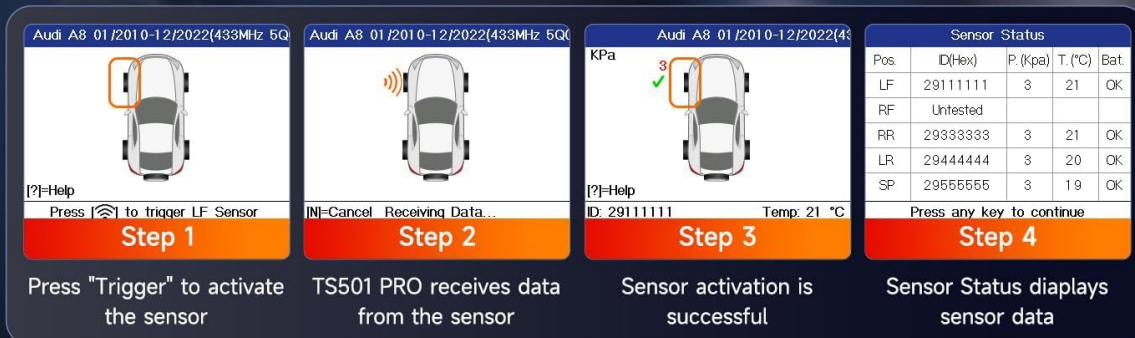 Audi A8 01/2010-12/2022(433MHz 5Q(
[?]=Help
Press [ ] to trigger LF Sensor
Step 1
Press "Trigger" to activate
the sensor
Audi A8 01/2010-12/2022(433MHz 5Q(
[N]=Cancel Receiving Data...
Step 2
TS501 PRO receives data
from the sensor
Audi A8 01/2010-12/2022(43
KPa
3
[?]=Help
ID: 29111111 Temp: 21 °C
Step 3
Sensor activation is
successful
Sensor Status
Pos. ID(Hex) P. (Kpa) T. (°C) Bat.
LF 29111111 3 21 OK
RF Untested
RR 29333333 3 21 OK
LR 29444444 3 20 OK
SP 29555555 3 19 OK
Press any key to continue
Step 4
Sensor Status diaplays
sensor data